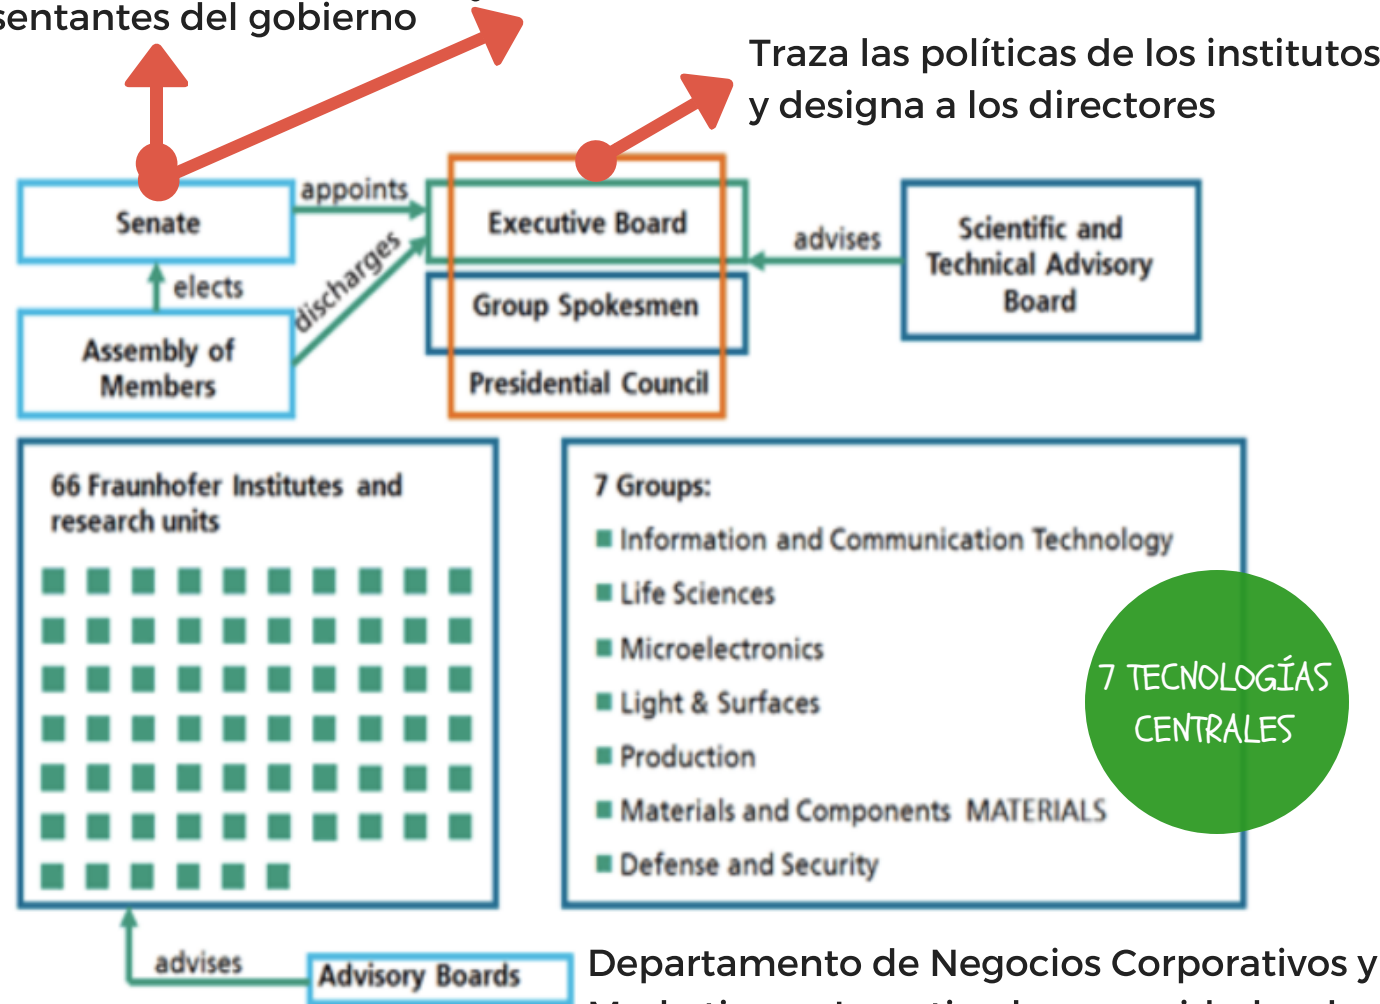 sentantes del gobierno
Traza las políticas de los institutos
y designa a los directores
Senate
appoints
Executive Board
advises
Scientific and
Technical Advisory
Board
elects
discharges
Group Spokesmen
Assembly of
Members
Presidential Council
66 Fraunhofer Institutes and
research units
7 Groups:
Information and Communication Technology
Life Sciences
Microelectronics
Light & Surfaces
Production
Materials and Components MATERIALS
Defense and Security
7 TECNOLOGÍAS
CENTRALES
advises
Advisory Boards
Departamento de Negocios Corporativos y